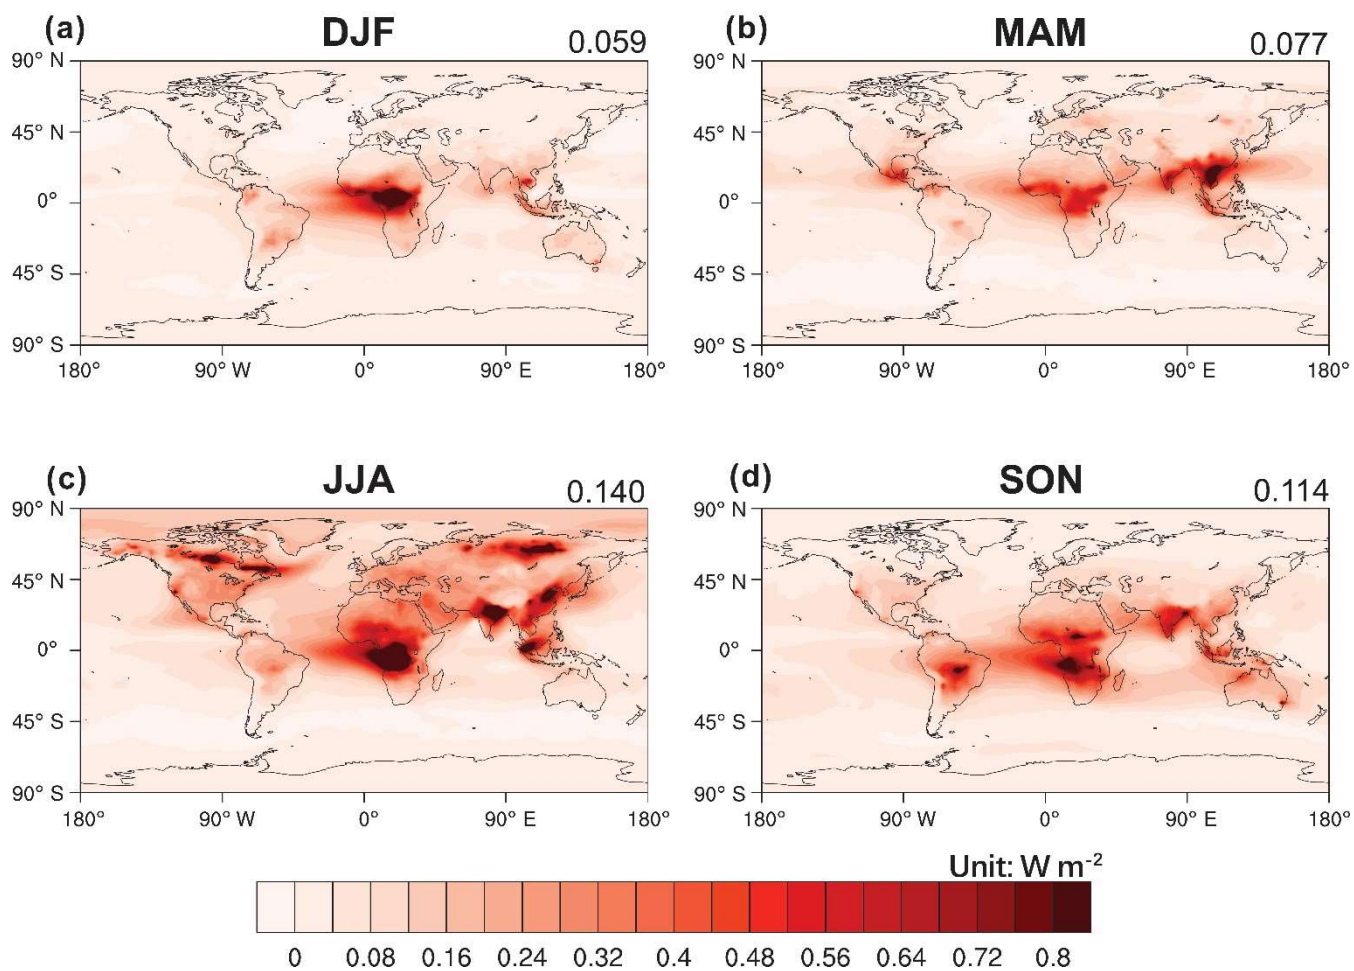 (a) DJF 0.059
90° N
45° N
0°
45° S
90° S
180° 90° W 0° 90° E 180°
(b) MAM 0.077
90° N
45° N
0°
45° S
90° S
180° 90° W 0° 90° E 180°
(c) JJA 0.140
90° N
45° N
0°
45° S
90° S
180° 90° W 0° 90° E 180°
(d) SON 0.114
90° N
45° N
0°
45° S
90° S
180° 90° W 0° 90° E 180°
Unit: W m⁻²
0 0.08 0.16 0.24 0.32 0.4 0.48 0.56 0.64 0.72 0.8